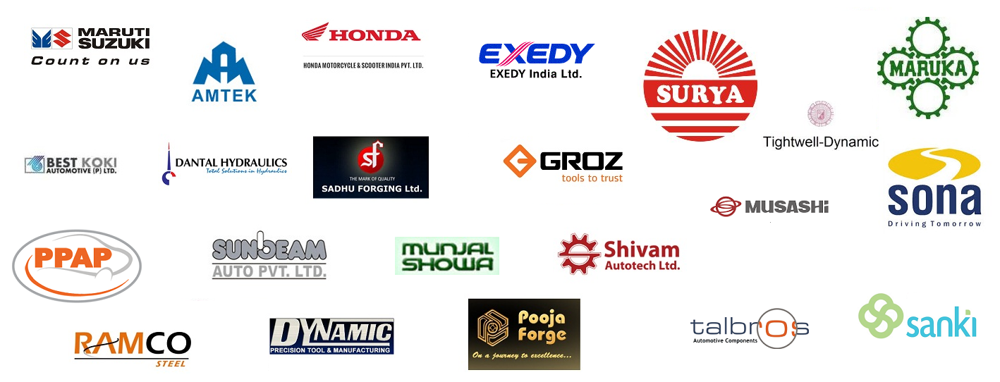 MARUTI
SUZUKI
Count on us
AMTEK
HONDA
HONDA MOTORCYCLE & SCOOTER INDIA PVT. LTD.
EXEDY
EXEDY India Ltd.
SURYA
MARUKA
Tightwell-Dynamic
BEST KOKI
AUTOMOTIVE (P) LTD.
DANTAL HYDRAULICS
Total Solutions in Hydraulics
sf
THE MARK OF QUALITY
SADHU FORGING Ltd.
GROZ
tools to trust
MUSASHi
sona
Driving Tomorrow
PPAP
SUNBEAM
AUTO PVT. LTD.
MUNJAL
SHOWA
Shivam
Autotech Ltd.
RAMCO
STEEL
DYNAMIC
PRECISION TOOL & MANUFACTURING
Pooja
Forge
On a journey to excellence...
talbros
Automotive Components
sanki